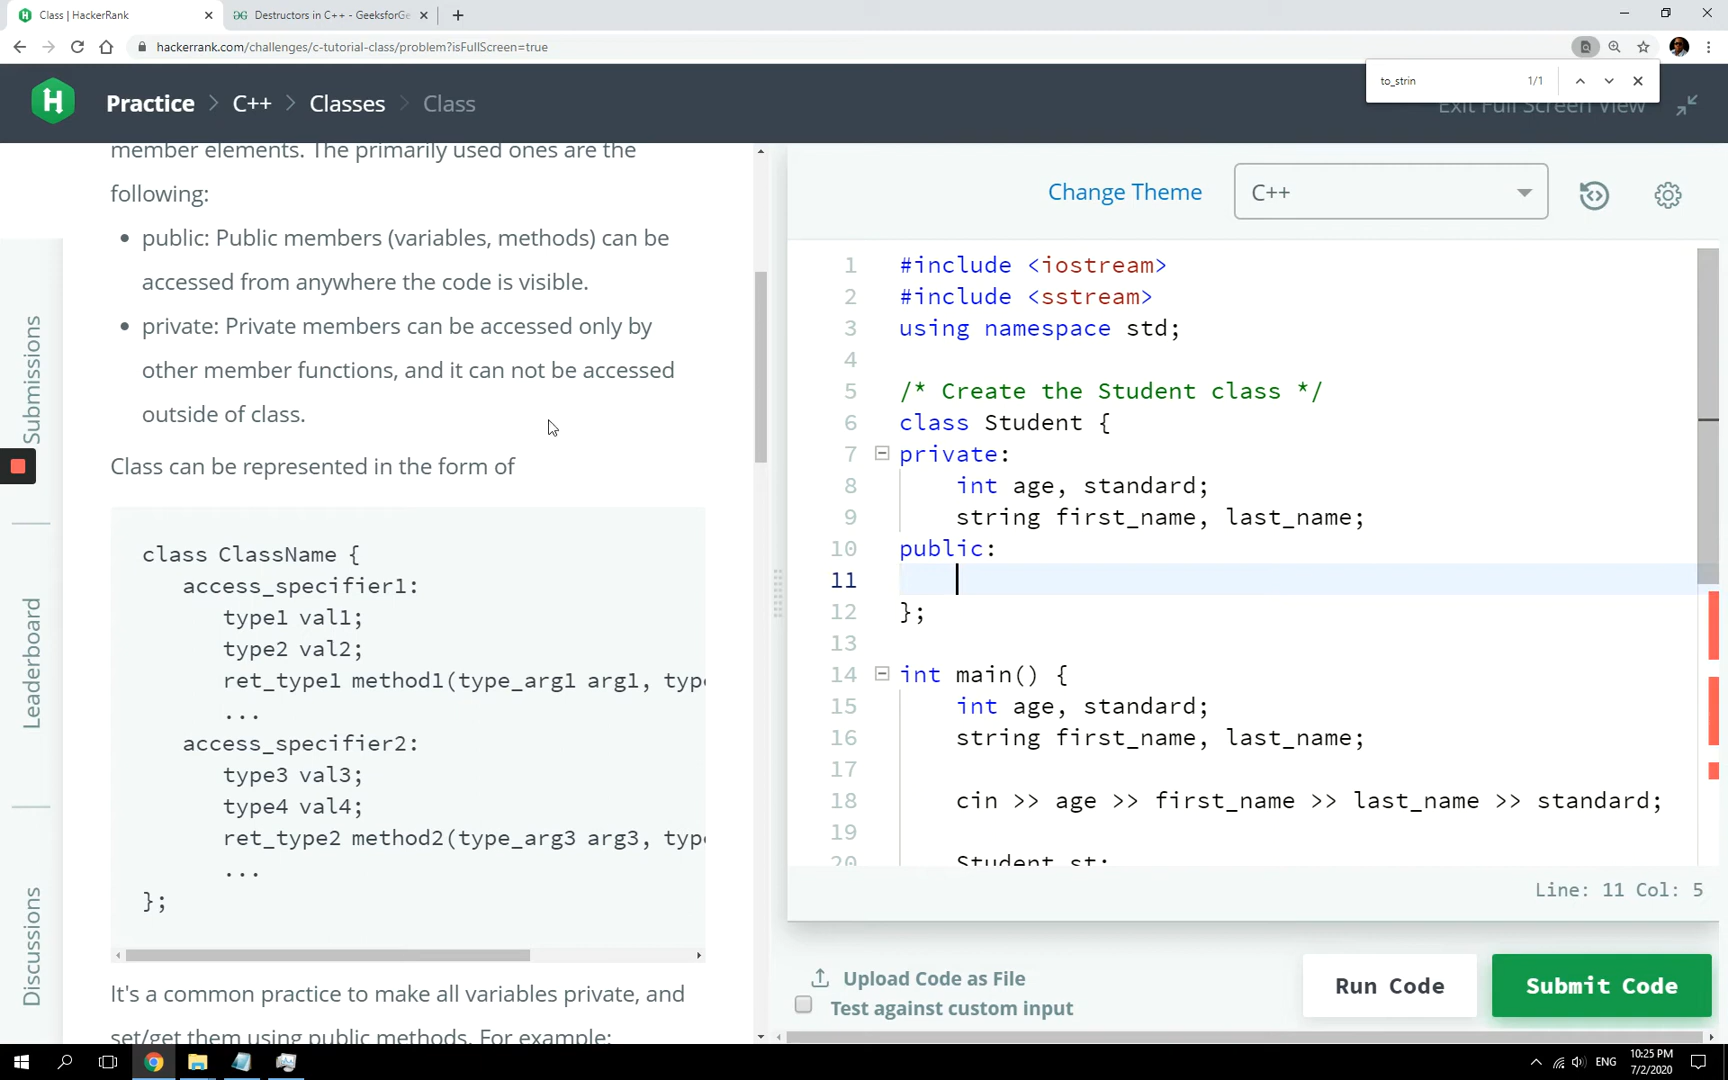 Class | HackerRank
Destructors in C++ - GeeksforGe
hackerrank.com/challenges/c-tutorial-class/problem?isFullScreen=true
to_strin
1/1
Practice > C++ > Classes > Class
Exit Full Screen View
member elements. The primarily used ones are the
following:
• public: Public members (variables, methods) can be
accessed from anywhere the code is visible.
• private: Private members can be accessed only by
other member functions, and it can not be accessed
outside of class.
Class can be represented in the form of
class ClassName {
access_specifier1:
type1 val1;
type2 val2;
ret_type1 method1(type_arg1 arg1, type
...
access_specifier2:
type3 val3;
type4 val4;
ret_type2 method2(type_arg3 arg3, type
...
};
It's a common practice to make all variables private, and
set/get them using public methods. For example:
Submissions
Leaderboard
Discussions
Change Theme
C++
1 #include <iostream>
2 #include <sstream>
3 using namespace std;
4
5 /* Create the Student class */
6 class Student {
7 private:
8 int age, standard;
9 string first_name, last_name;
10 public:
11
12 };
13
14 int main() {
15 int age, standard;
16 string first_name, last_name;
17
18 cin >> age >> first_name >> last_name >> standard;
19
20 Student st;
Line: 11 Col: 5
Upload Code as File
Test against custom input
Run Code
Submit Code
ENG
10:25 PM
7/2/2020